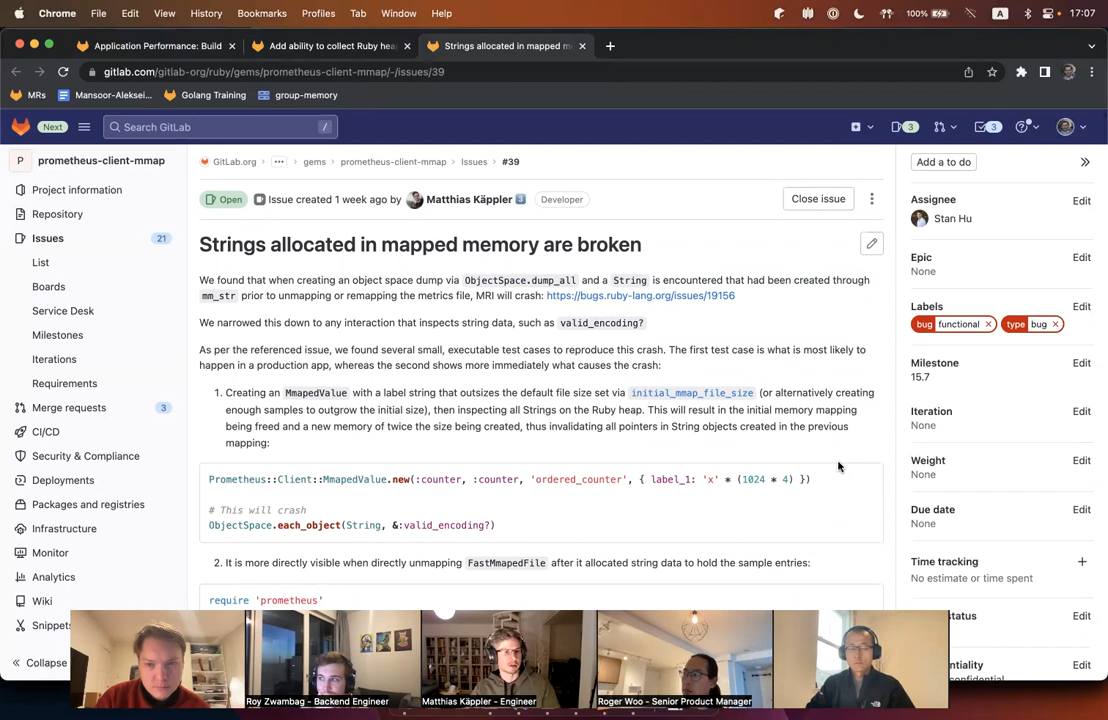 Chrome File Edit View History Bookmarks Profiles Tab Window Help 100% A 17:07
Application Performance: Build
Add ability to collect Ruby hea
Strings allocated in mapped m
gitlab.com/gitlab-org/ruby/gems/prometheus-client-mmap/-/issues/39
MRs Mansoor-Aleksei... Golang Training group-memory
Next Search GitLab / 3 3
P prometheus-client-mmap
Project information
Repository
Issues 21
List
Boards
Service Desk
Milestones
Iterations
Requirements
Merge requests 3
CI/CD
Security & Compliance
Deployments
Packages and registries
Infrastructure
Monitor
Analytics
Wiki
Snippets
Collapse
GitLab.org › ... › gems › prometheus-client-mmap › Issues › #39
Open Issue created 1 week ago by Matthias Käppler 3 Developer
Close issue
Strings allocated in mapped memory are broken
We found that when creating an object space dump via ObjectSpace.dump_all and a String is encountered that had been created through
mm_str prior to unmapping or remapping the metrics file, MRI will crash: https://bugs.ruby-lang.org/issues/19156
We narrowed this down to any interaction that inspects string data, such as valid_encoding?
As per the referenced issue, we found several small, executable test cases to reproduce this crash. The first test case is what is most likely to
happen in a production app, whereas the second shows more immediately what causes the crash:
1. Creating an MmapedValue with a label string that outsizes the default file size set via initial_mmap_file_size (or alternatively creating
enough samples to outgrow the initial size), then inspecting all Strings on the Ruby heap. This will result in the initial memory mapping
being freed and a new memory of twice the size being created, thus invalidating all pointers in String objects created in the previous
mapping:
Prometheus::Client::MmapedValue.new(:counter, :counter, 'ordered_counter', { label_1: 'x' * (1024 * 4) })
# This will crash
ObjectSpace.each_object(String, &:valid_encoding?)
2. It is more directly visible when directly unmapping FastMmapedFile after it allocated string data to hold the sample entries:
require 'prometheus'
Add a to do
Assignee Edit
Stan Hu
Epic Edit
None
Labels Edit
bug functional type bug
Milestone Edit
15.7
Iteration Edit
None
Weight Edit
None
Due date Edit
None
Time tracking
No estimate or time spent
status Edit
entiality Edit
Roy Zwambag - Backend Engineer
Matthias Käppler - Engineer
Roger Woo - Senior Product Manager